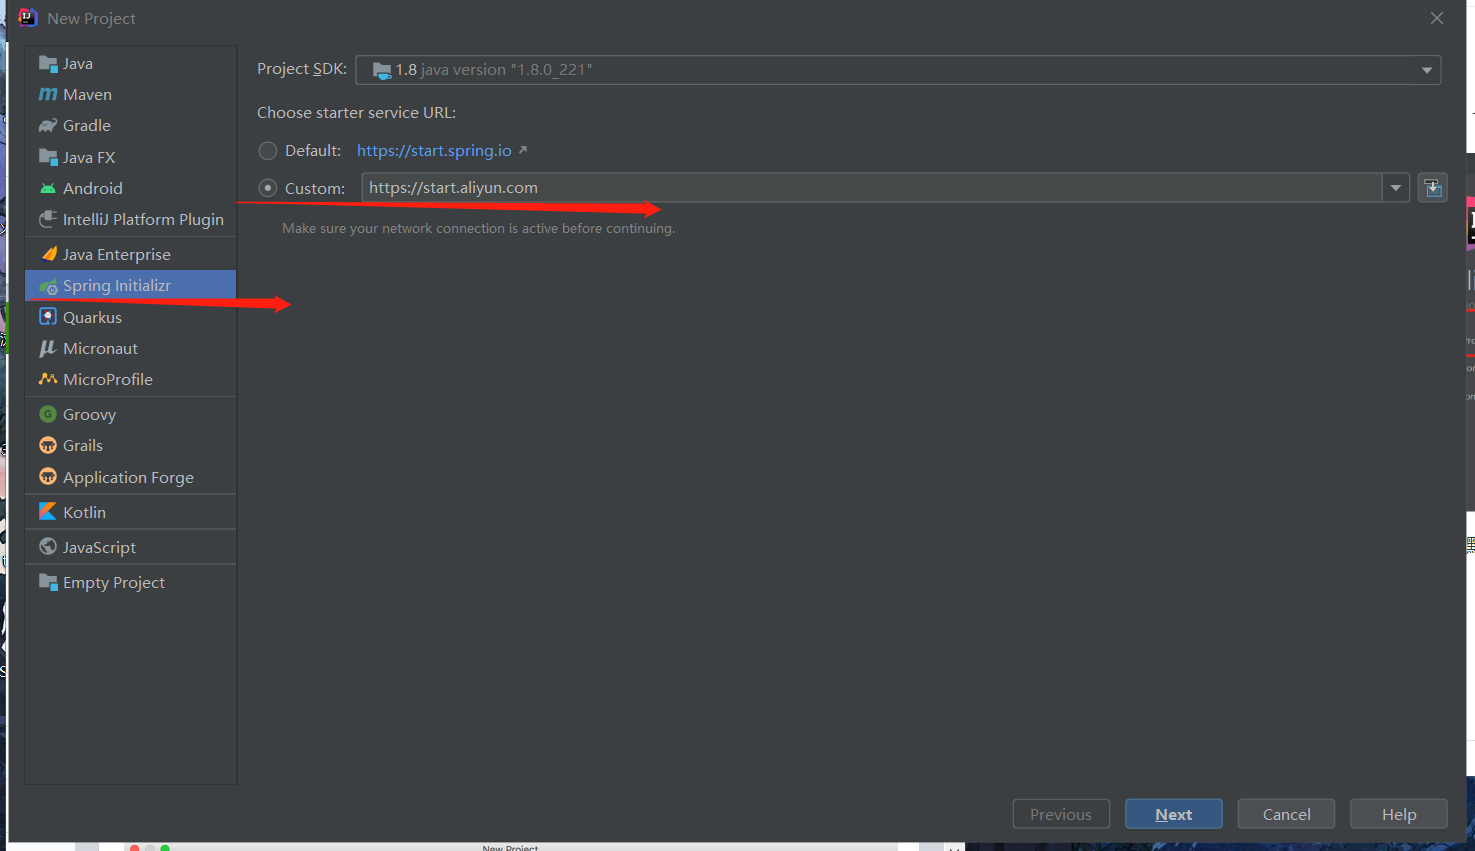 New Project
Java
Maven
Gradle
Java FX
Android
IntelliJ Platform Plugin
Java Enterprise
Spring Initializr
Quarkus
Micronaut
MicroProfile
Groovy
Grails
Application Forge
Kotlin
JavaScript
Empty Project
Project SDK: 1.8 java version "1.8.0_221"
Choose starter service URL:
Default: https://start.spring.io
Custom: https://start.aliyun.com
Make sure your network connection is active before continuing.
Previous Next Cancel Help
New Project